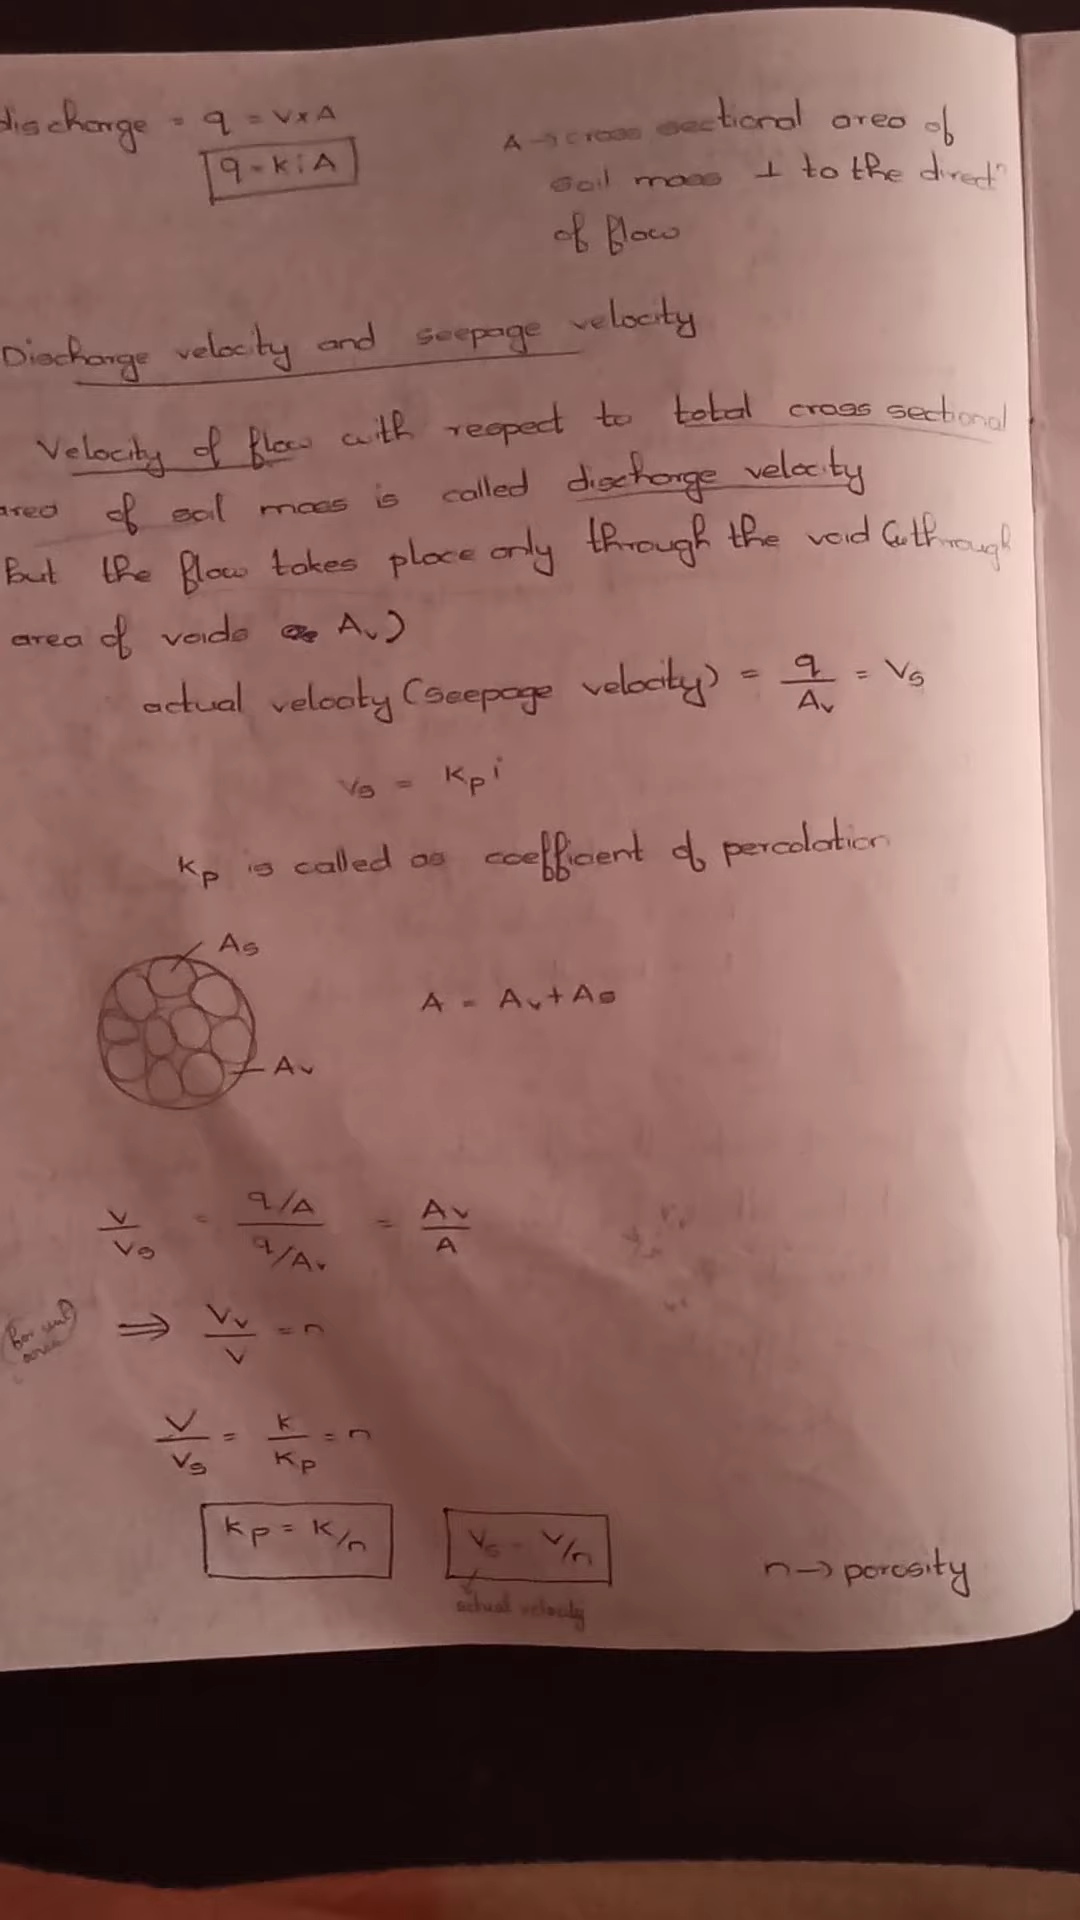 discharge = q = v x A
q = k i A
A → cross sectional area of
soil mass ⊥ to the directn
of flow
Discharge velocity and seepage velocity
Velocity of flow with respect to total cross sectional
area of soil mass is called discharge velocity
But the flow takes place only through the void (through
area of voids Av)
actual velocity (seepage velocity) = q/Av = Vs
vs = Kp i
Kp is called as coefficient of percolation
As
A = Av + As
Av
v/vs = (q/A)/(q/Av) = Av/A
⇒ Vv/V = n
V/Vs = k/Kp = n
Kp = K/n
Vs = V/n
n → porosity
actual velocity